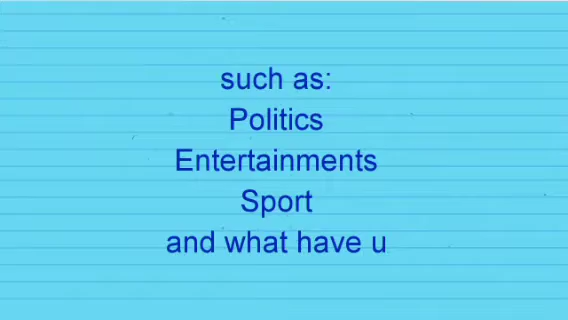 such as:
Politics
Entertainments
Sport
and what have u